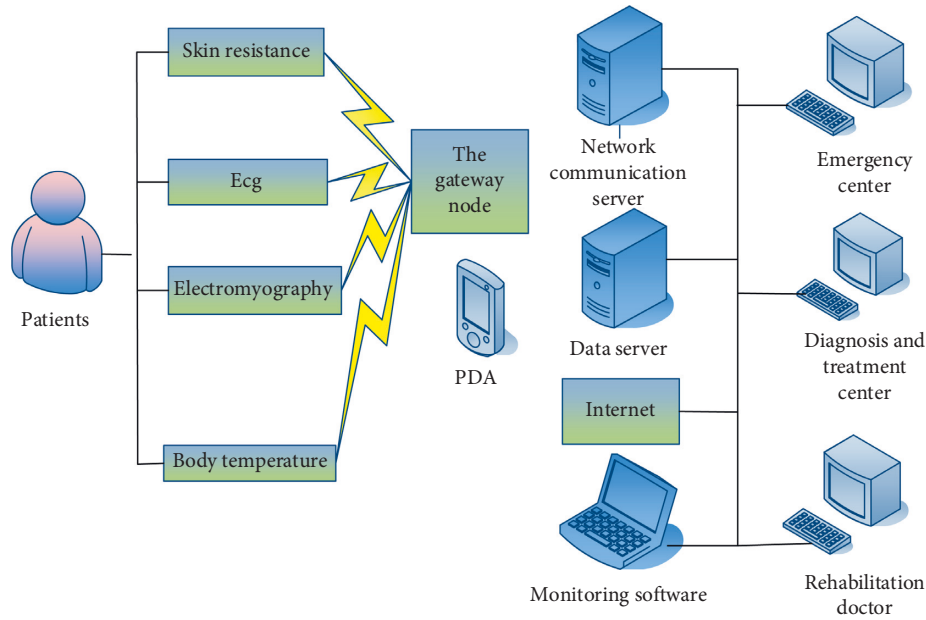 Skin resistance
Ecg
Electromyography
Body temperature
Patients
The
gateway
node
PDA
Network
communication
server
Data server
Internet
Monitoring software
Emergency
center
Diagnosis and
treatment
center
Rehabilitation
doctor